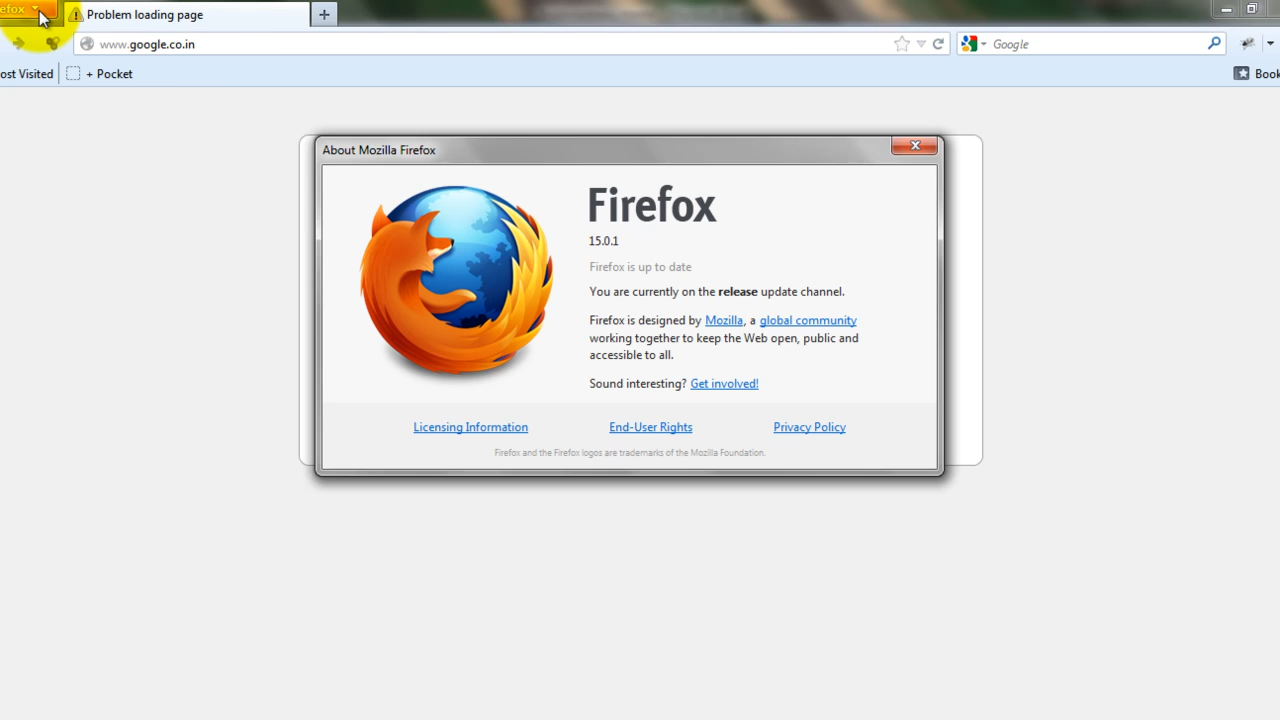 efox
Problem loading page
www.google.co.in
Google
ost Visited
+ Pocket
Book
About Mozilla Firefox
Firefox
15.0.1
Firefox is up to date
You are currently on the release update channel.
Firefox is designed by Mozilla, a global community
working together to keep the Web open, public and
accessible to all.
Sound interesting? Get involved!
Licensing Information
End-User Rights
Privacy Policy
Firefox and the Firefox logos are trademarks of the Mozilla Foundation.